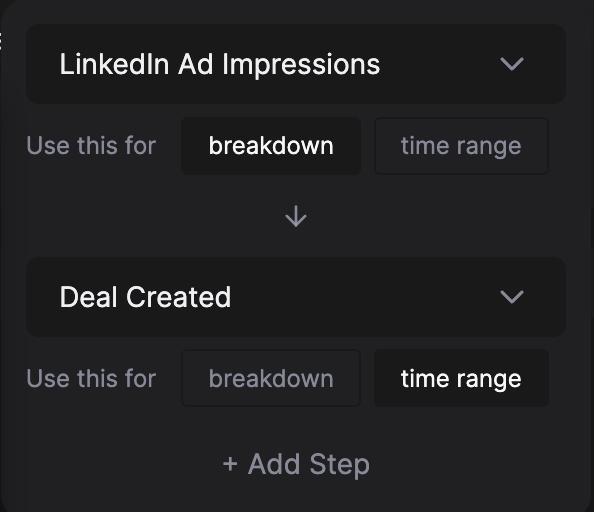 LinkedIn Ad Impressions
Use this for breakdown time range
Deal Created
Use this for breakdown time range
+ Add Step